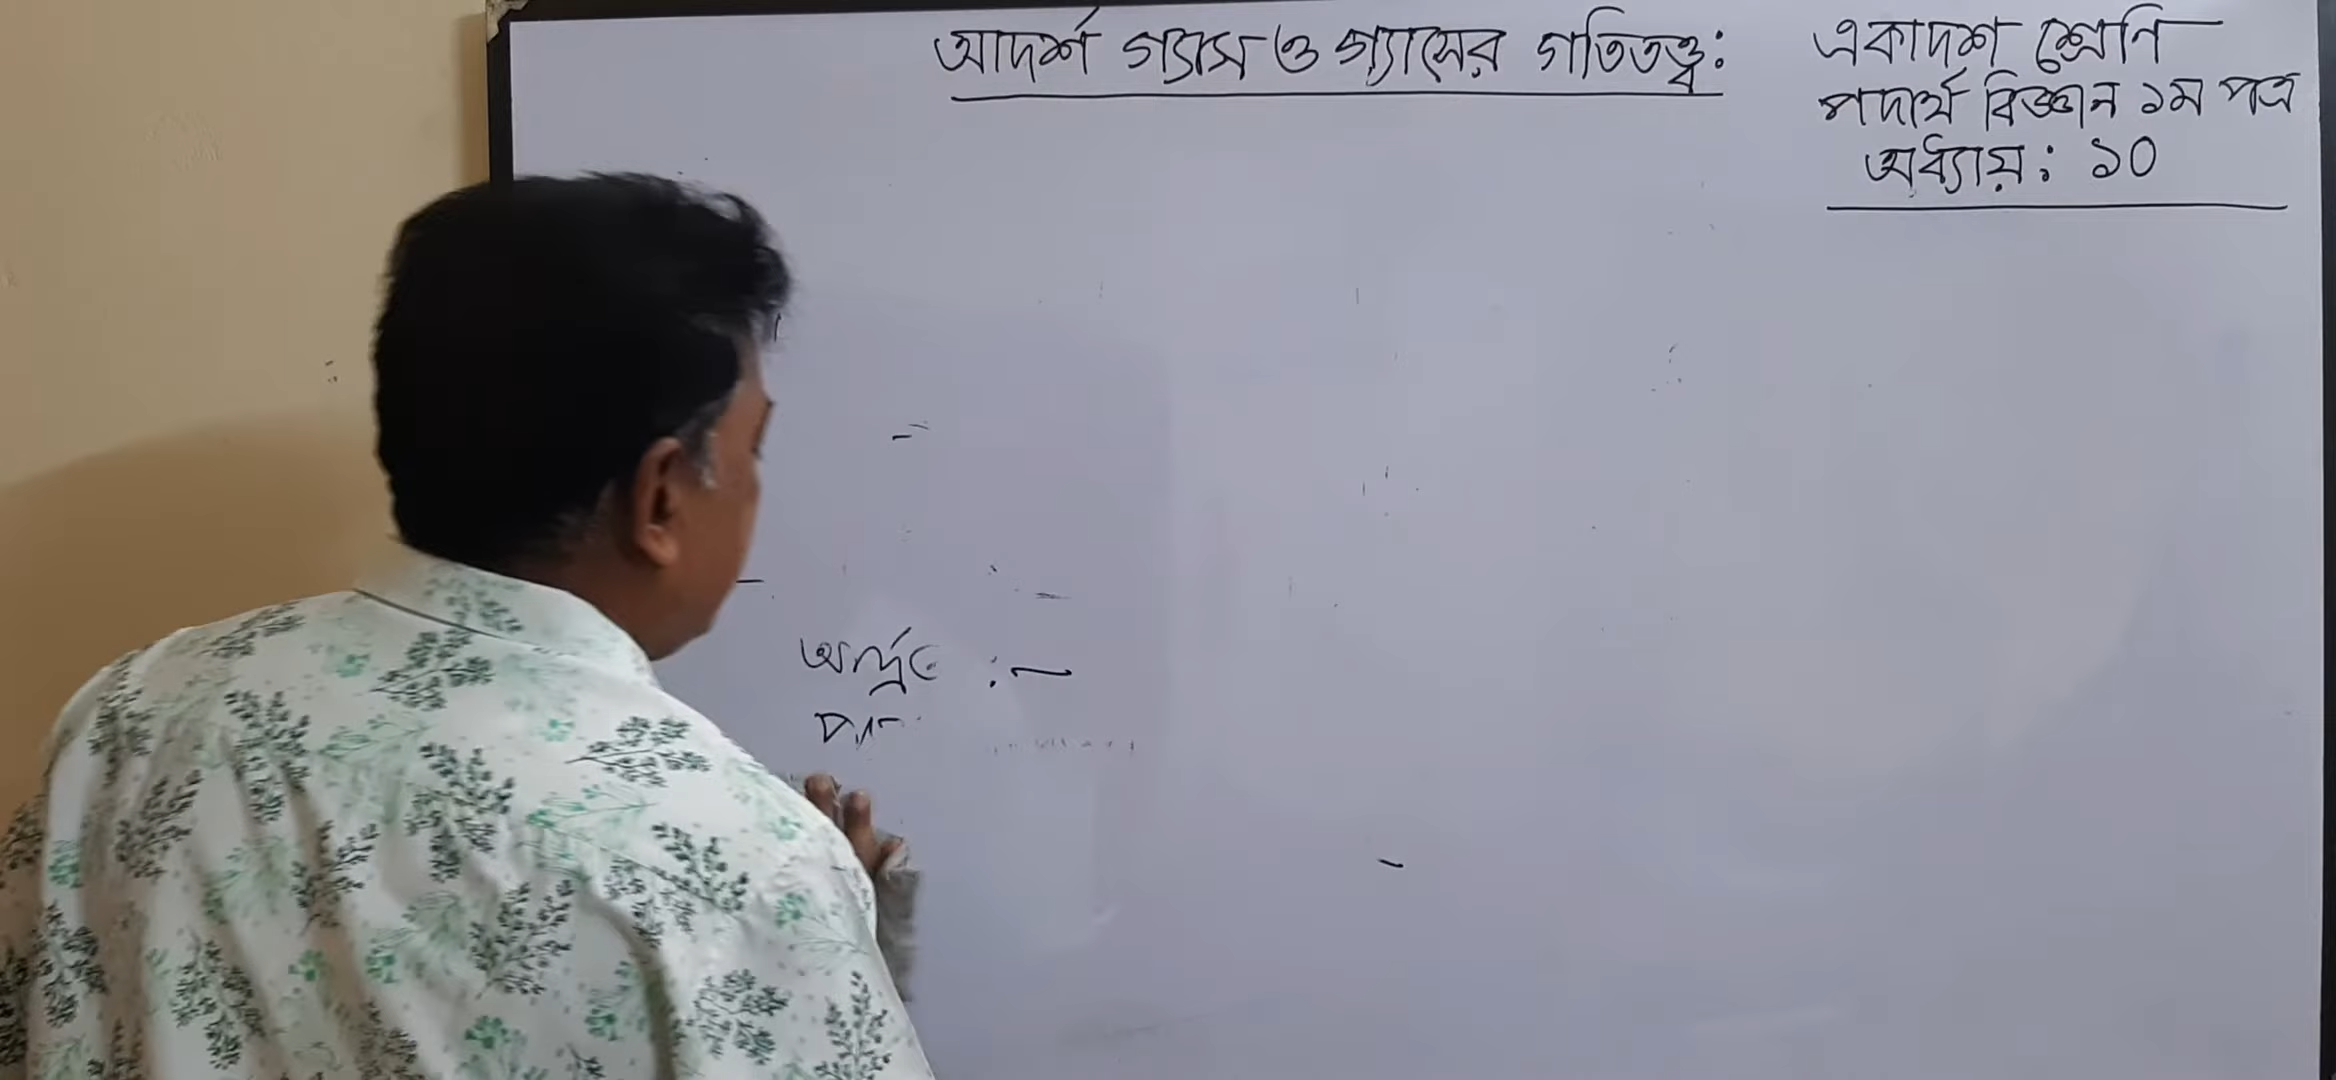 আদর্শ গ্যাস ও গ্যাসের গতিতত্ত্ব:
একাদশ শ্রেণি
পদার্থ বিজ্ঞান ১ম পত্র
অধ্যায়: ১০